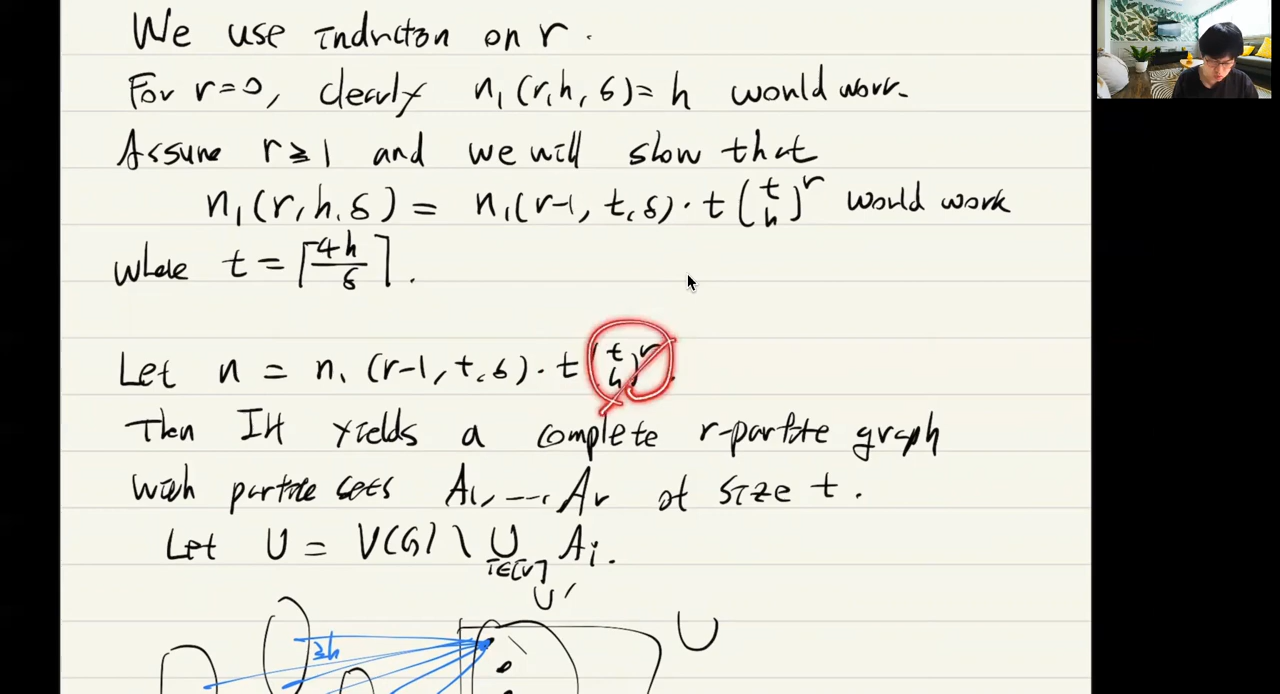 We use induction on r.
For r=0, clearly n₁(r,h,δ)= h would work.
Assume r≥1 and we will show that
n₁(r,h,δ) = n₁(r-1, t,δ)·t(t h)^r would work
where t = ⌈4h/δ⌉.
Let n = n₁(r-1,t,δ)·t(t h)^r.
Then IH yields a complete r-partite graph
with partite sets A₁,...,Aᵣ of size t.
Let U = V(G) \ ⋃_{i∈[r]} Aᵢ.
U'
U
≥h